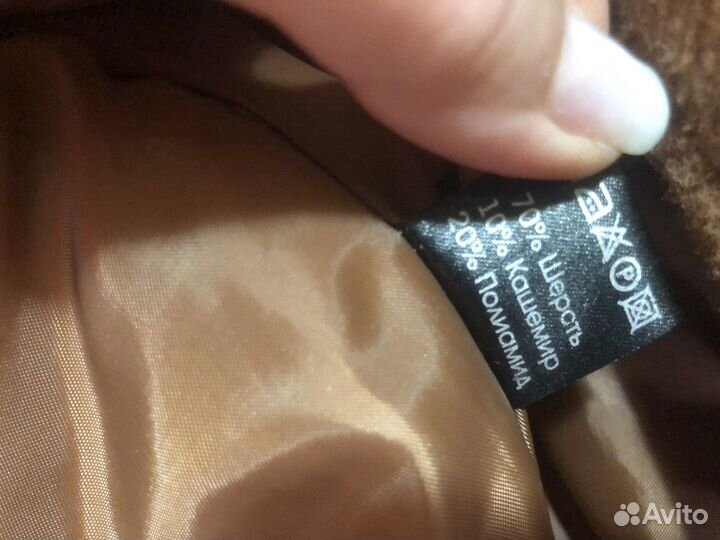 70% Шерсть
10% Кашемир
20% Полиамид
P
Avito